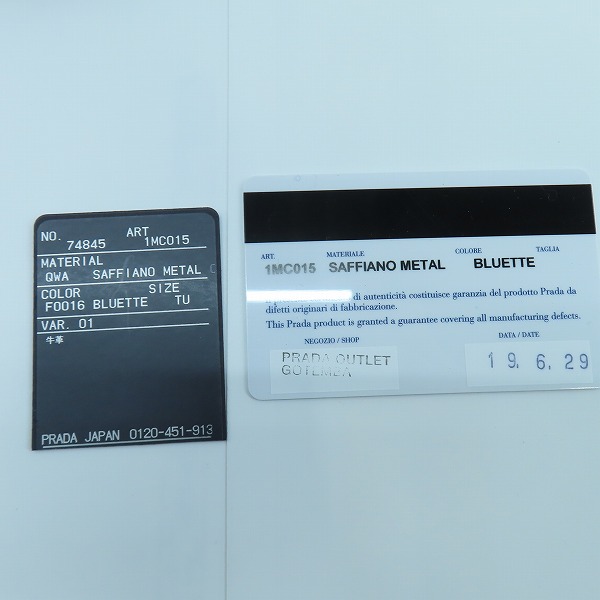 NO. ART
74845 1MC015
MATERIAL
QWA SAFFIANO METAL C
COLOR SIZE
F0016 BLUETTE TU
VAR. 01
牛革
PRADA JAPAN 0120-451-913
ART. MATERIALE COLORE TAGLIA
1MC015 SAFFIANO METAL BLUETTE
di autenticità costituisce garanzia del prodotto Prada da
difetti originari di fabbricazione.
This Prada product is granted a guarantee covering all manufacturing defects.
NEGOZIO / SHOP DATA / DATE
PRADA OUTLET
GOTEMBA
19. 6. 29